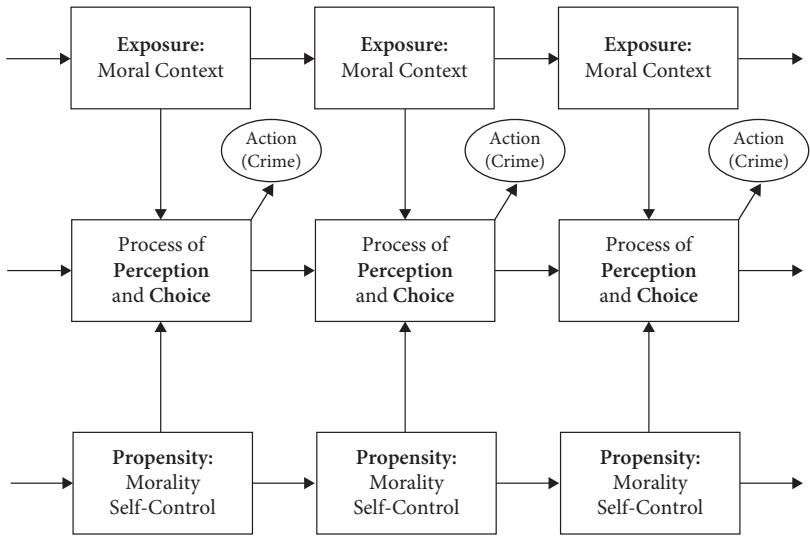 Exposure:
Moral Context
Exposure:
Moral Context
Exposure:
Moral Context
Action
(Crime)
Action
(Crime)
Action
(Crime)
Process of
Perception
and Choice
Process of
Perception
and Choice
Process of
Perception
and Choice
Propensity:
Morality
Self-Control
Propensity:
Morality
Self-Control
Propensity:
Morality
Self-Control